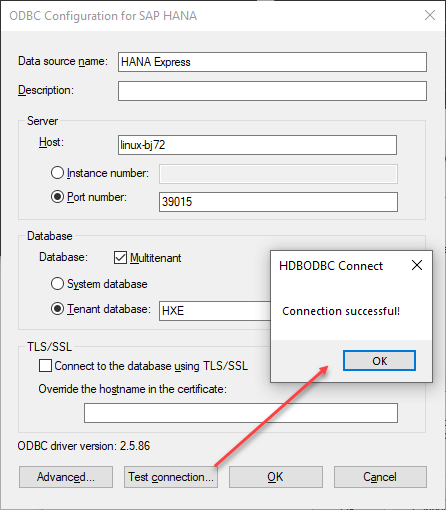 ODBC Configuration for SAP HANA
Data source name: HANA Express
Description:
Server
Host: linux-bj72
Instance number:
Port number: 39015
Database
Database: Multitenant
System database
Tenant database: HXE
HDBODBC Connect
Connection successful!
OK
TLS/SSL
Connect to the database using TLS/SSL
Override the hostname in the certificate:
ODBC driver version: 2.5.86
Advanced... Test connection... OK Cancel